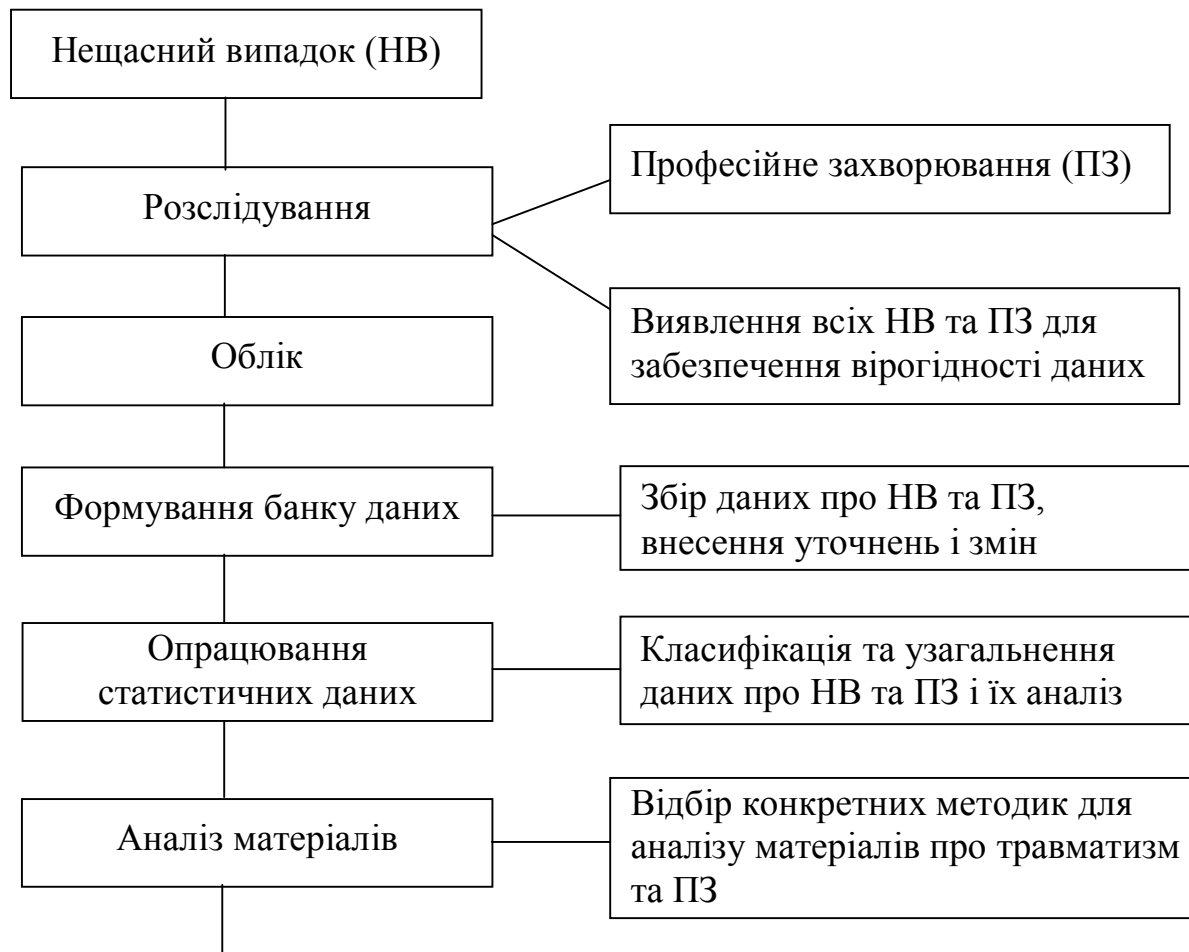 Нещасний випадок (НВ)
Професійне захворювання (ПЗ)
Розслідування
Виявлення всіх НВ та ПЗ для
забезпечення вірогідності даних
Облік
Формування банку даних
Збір даних про НВ та ПЗ,
внесення уточнень і змін
Опрацювання
статистичних даних
Класифікація та узагальнення
даних про НВ та ПЗ і їх аналіз
Аналіз матеріалів
Відбір конкретних методик для
аналізу матеріалів про травматизм
та ПЗ